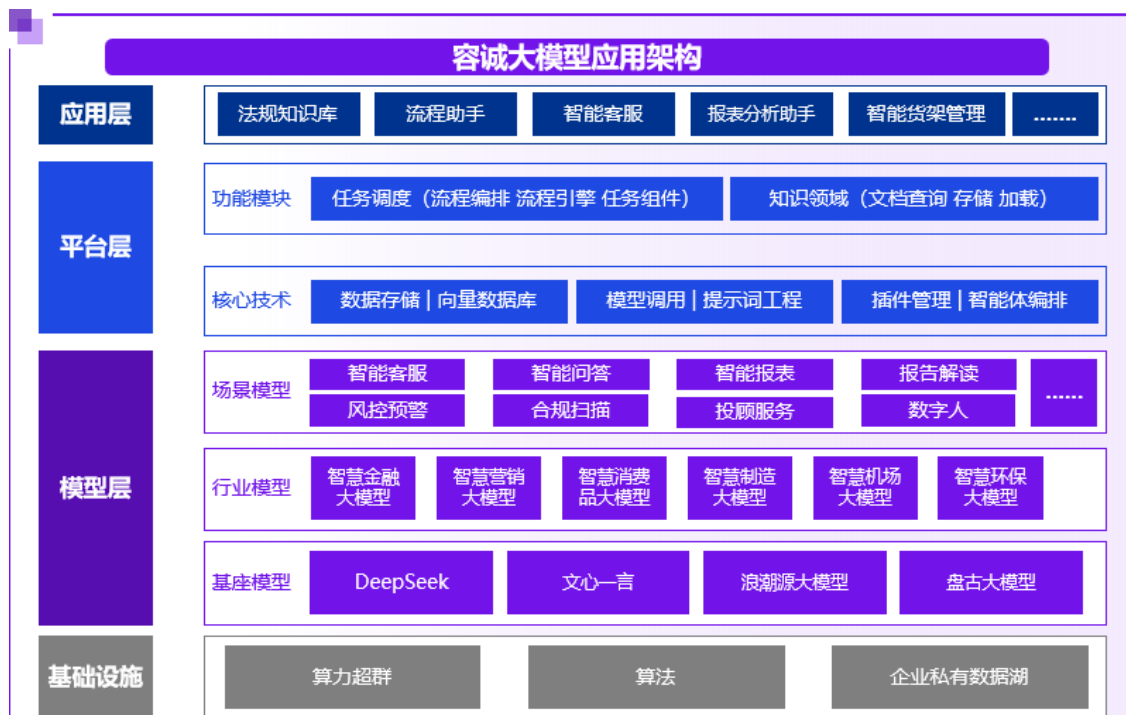 容诚大模型应用架构
应用层
法规知识库 流程助手 智能客服 报表分析助手 智能货架管理 .......
平台层
功能模块 任务调度（流程编排 流程引擎 任务组件） 知识领域（文档查询 存储 加载）
核心技术 数据存储 | 向量数据库 模型调用 | 提示词工程 插件管理 | 智能体编排
模型层
场景模型 智能客服 智能问答 智能报表 报告解读 ......
风控预警 合规扫描 投顾服务 数字人
行业模型 智慧金融 智慧营销 智慧消费 智慧制造 智慧机场 智慧环保
大模型 大模型 品大模型 大模型 大模型 大模型
基座模型 DeepSeek 文心一言 浪潮源大模型 盘古大模型
基础设施
算力超群 算法 企业私有数据湖